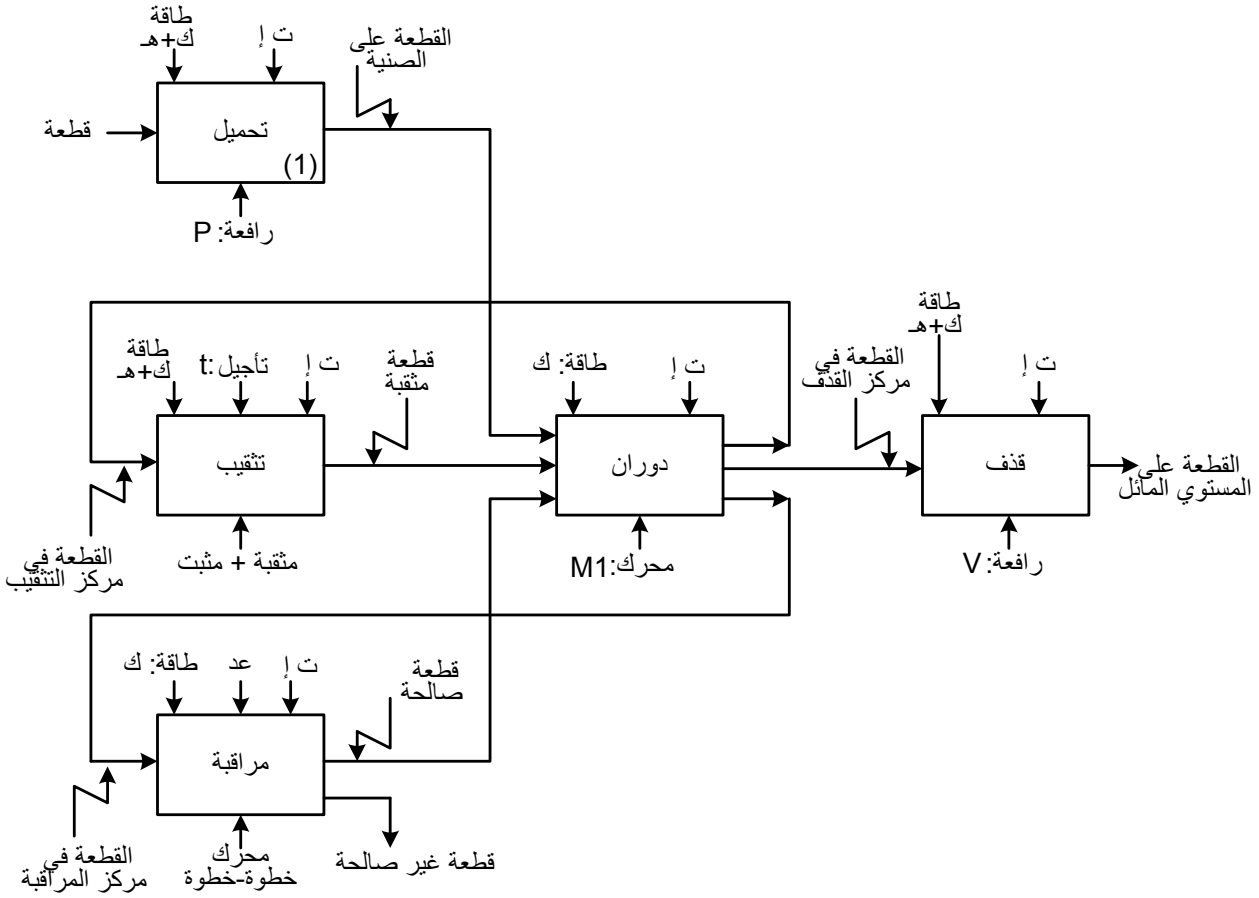 طاقة
ك+هـ
ت إ
القطعة على
الصنية
قطعة
تحميل
(1)
رافعة: P
طاقة
ك+هـ
تأجيل: t
ت إ
قطعة
مثقبة
طاقة: ك
ت إ
القطعة في
مركز القذف
طاقة
ك+هـ
ت إ
تثقيب
دوران
قذف
القطعة على
المستوي المائل
القطعة في
مركز التثقيب
مثقبة + مثبت
محرك: M1
رافعة: V
طاقة: ك
عد
ت إ
قطعة
صالحة
مراقبة
القطعة في
مركز المراقبة
محرك
خطوة-خطوة
قطعة غير صالحة